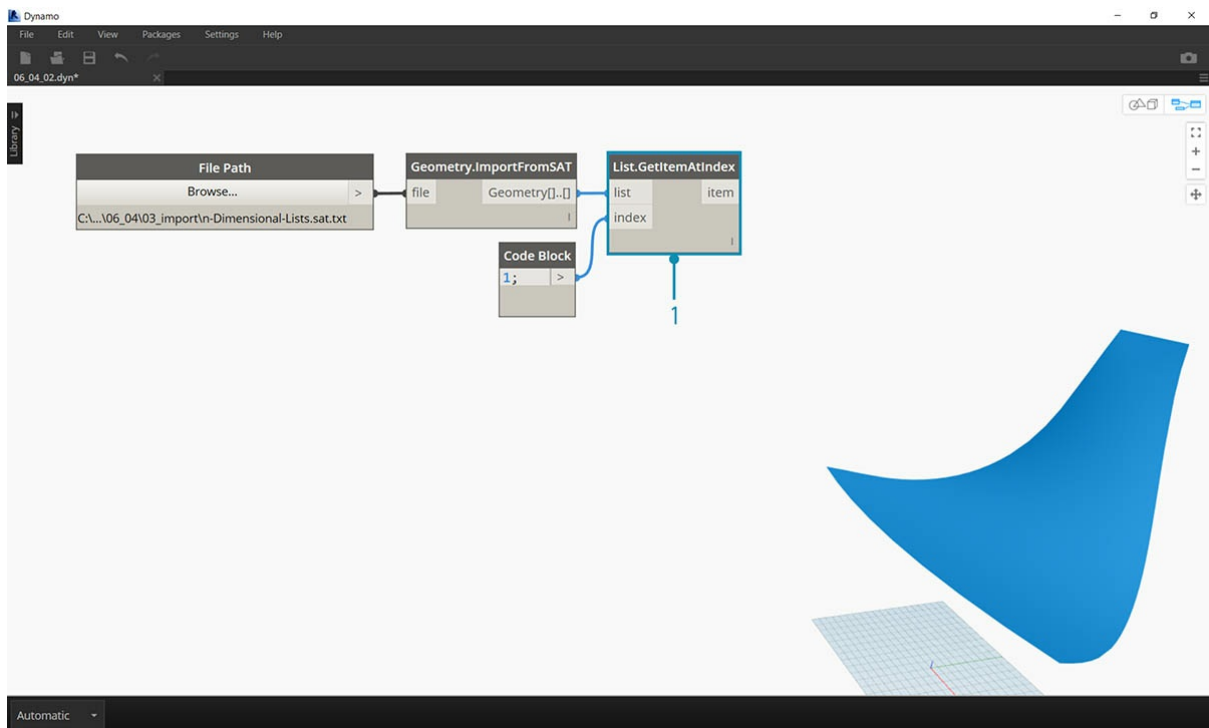 Dynamo
File Edit View Packages Settings Help
06_04_02.dyn*
Library
File Path
Browse... >
C:\...\06_04\03_import\n-Dimensional-Lists.sat.txt
Geometry.ImportFromSAT
file Geometry[]..[]
List.GetItemAtIndex
list item
index
Code Block
1; >
1
Automatic